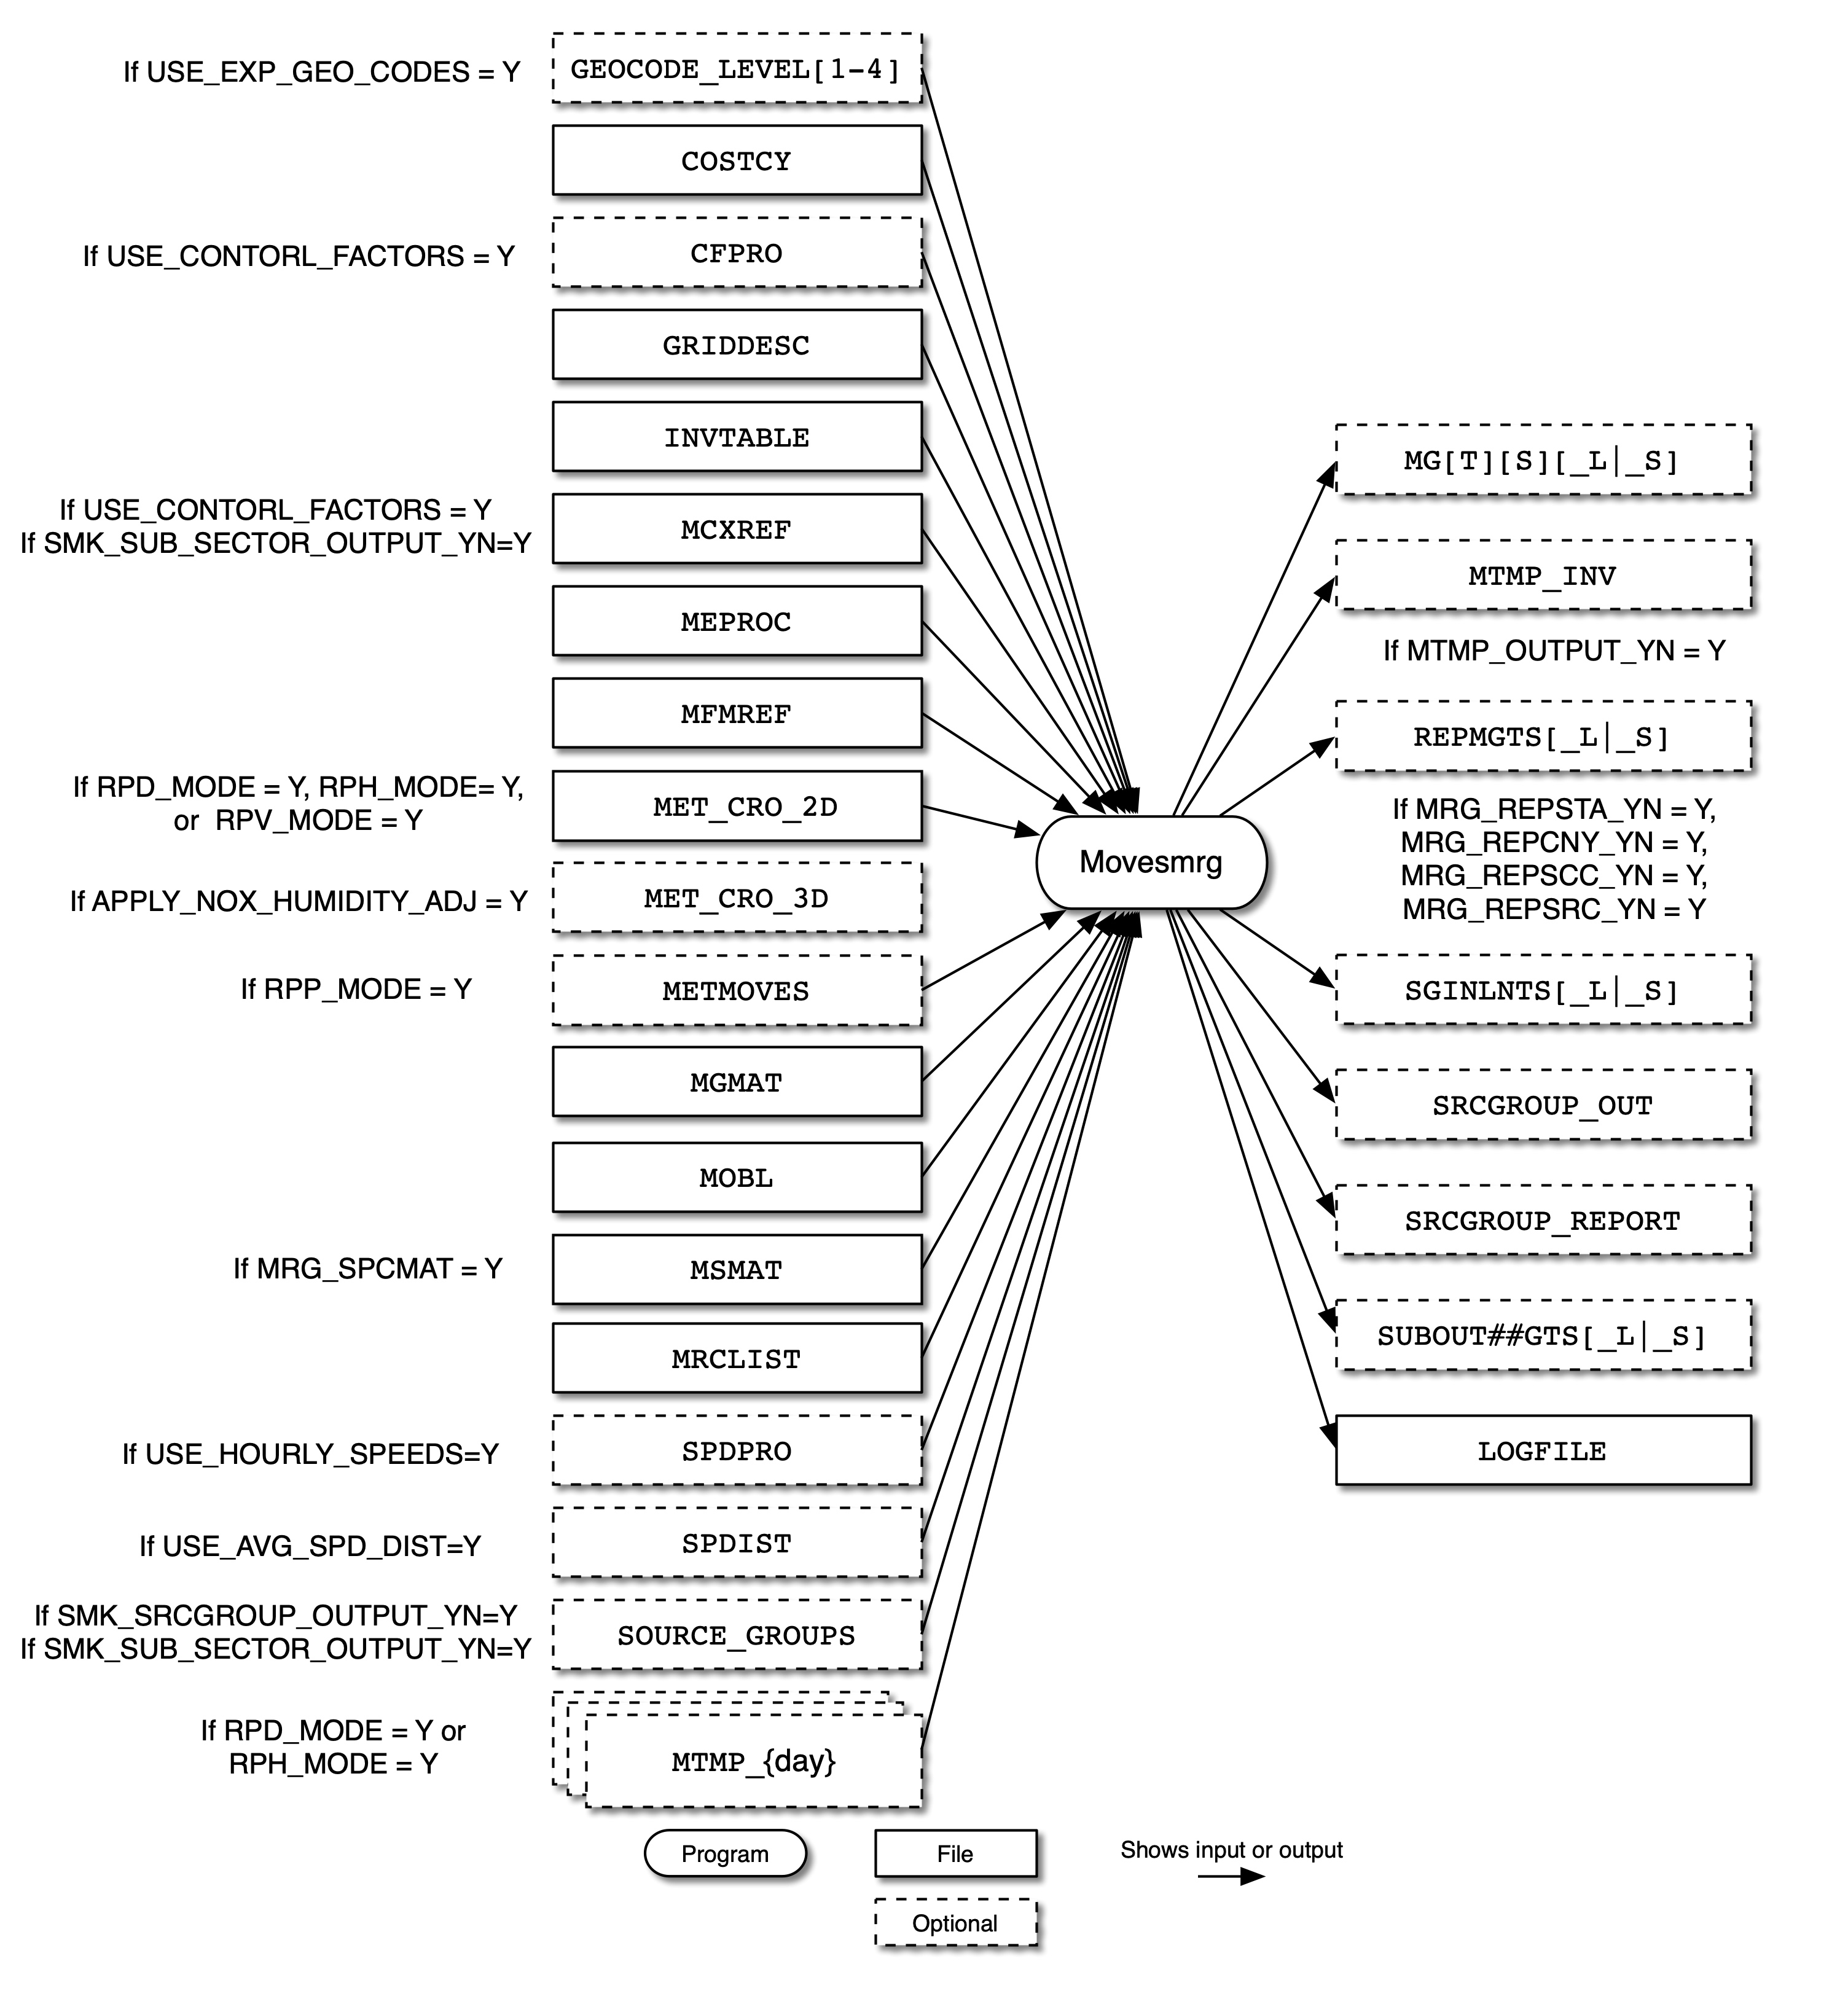 If USE_EXP_GEO_CODES = Y
GEOCODE_LEVEL[1-4]
COSTCY
If USE_CONTORL_FACTORS = Y
CFPRO
GRIDDESC
INVTABLE
If USE_CONTORL_FACTORS = Y
If SMK_SUB_SECTOR_OUTPUT_YN=Y
MCXREF
MEPROC
MFMREF
If RPD_MODE = Y, RPH_MODE= Y,
or RPV_MODE = Y
MET_CRO_2D
If APPLY_NOX_HUMIDITY_ADJ = Y
MET_CRO_3D
If RPP_MODE = Y
METMOVES
MGMAT
MOBL
If MRG_SPCMAT = Y
MSMAT
MRCLIST
If USE_HOURLY_SPEEDS=Y
SPDPRO
If USE_AVG_SPD_DIST=Y
SPDIST
If SMK_SRCGROUP_OUTPUT_YN=Y
If SMK_SUB_SECTOR_OUTPUT_YN=Y
SOURCE_GROUPS
If RPD_MODE = Y or
RPH_MODE = Y
MTMP_{day}
Movesmrg
MG[T][S][_L|_S]
MTMP_INV
If MTMP_OUTPUT_YN = Y
REPMGTS[_L|_S]
If MRG_REPSTA_YN = Y,
MRG_REPCNY_YN = Y,
MRG_REPSCC_YN = Y,
MRG_REPSRC_YN = Y
SGINLNTS[_L|_S]
SRCGROUP_OUT
SRCGROUP_REPORT
SUBOUT##GTS[_L|_S]
LOGFILE
Program
File
Shows input or output
Optional